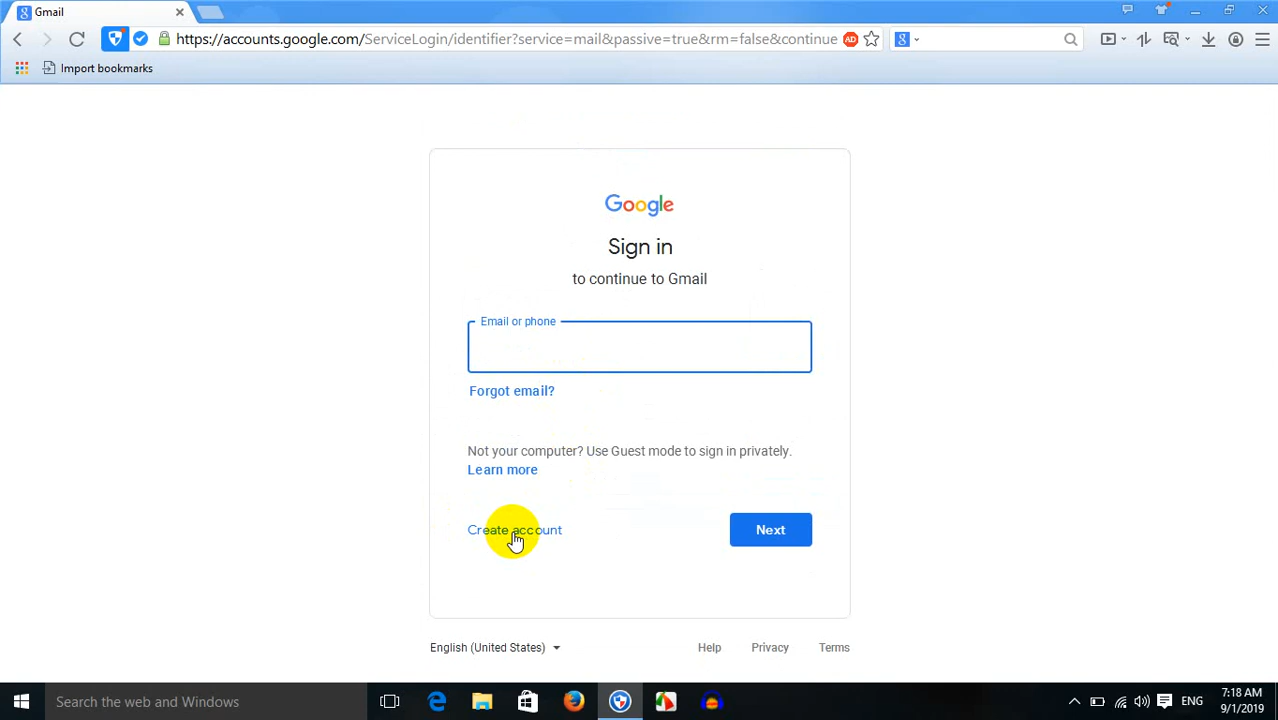 Gmail
https://accounts.google.com/ServiceLogin/identifier?service=mail&passive=true&rm=false&continue
AD
Import bookmarks
Google
Sign in
to continue to Gmail
Email or phone
Forgot email?
Not your computer? Use Guest mode to sign in privately.
Learn more
Create account
Next
English (United States)
Help
Privacy
Terms
Search the web and Windows
ENG
7:18 AM
9/1/2019